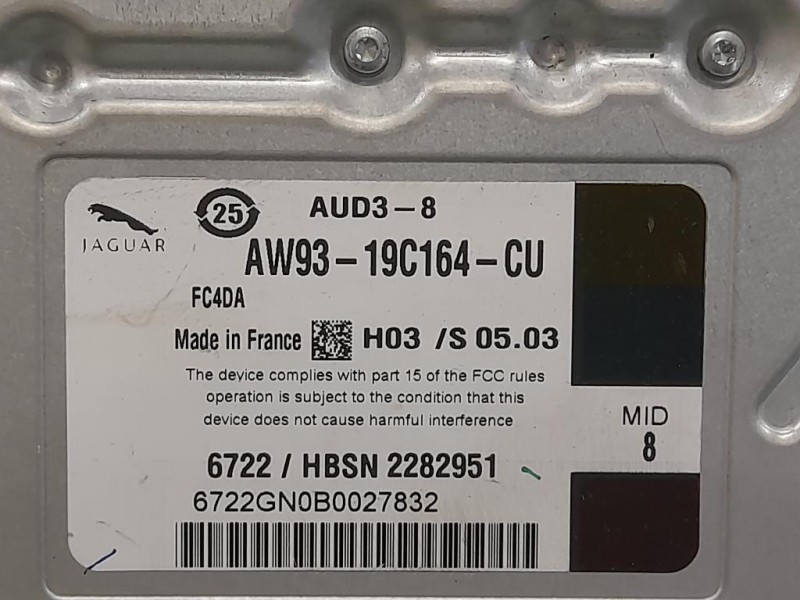 JAGUAR
25
AUD3-8
AW93-19C164-CU
FC4DA
Made in France H03 /S 05.03
The device complies with part 15 of the FCC rules
operation is subject to the condition that this
device does not cause harmful interference
MID
8
6722 / HBSN 2282951
6722GN0B0027832